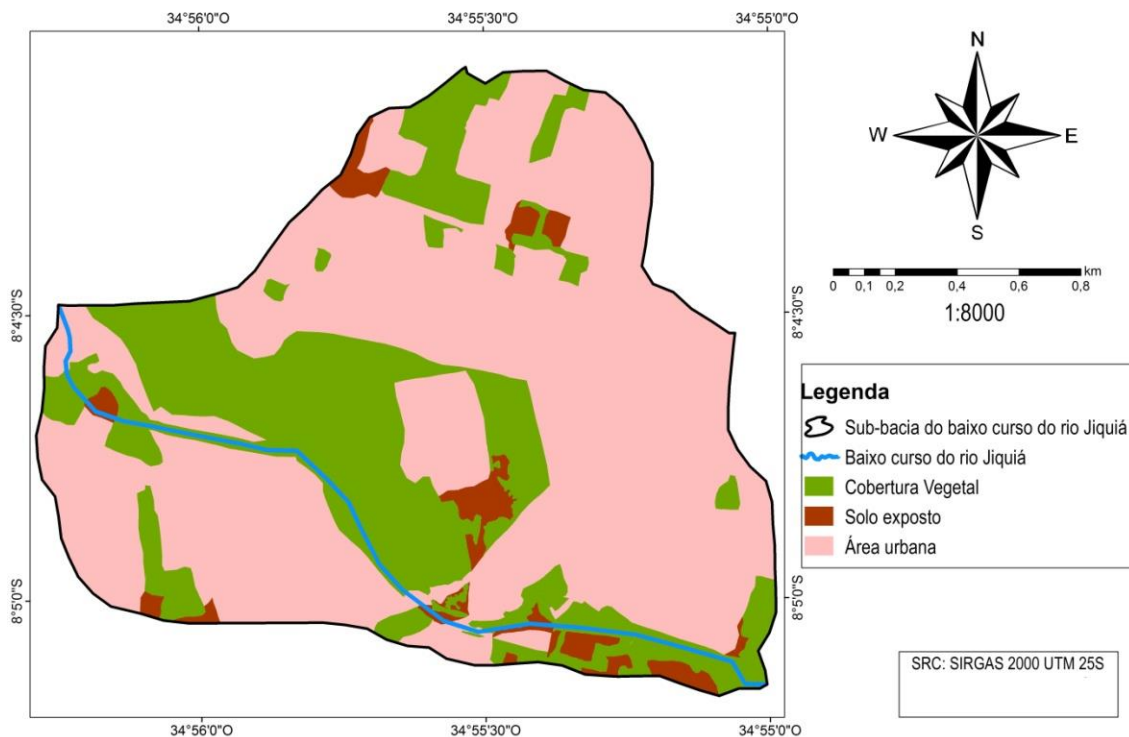 34°56'0"O 34°55'30"O 34°55'0"O
N
W E
S
km
0 0,1 0,2 0,4 0,6 0,8
1:8000
8°4'30"S 8°4'30"S
Legenda
Sub-bacia do baixo curso do rio Jiquiá
Baixo curso do rio Jiquiá
Cobertura Vegetal
Solo exposto
Área urbana
8°5'0"S 8°5'0"S
SRC: SIRGAS 2000 UTM 25S
34°56'0"O 34°55'30"O 34°55'0"O